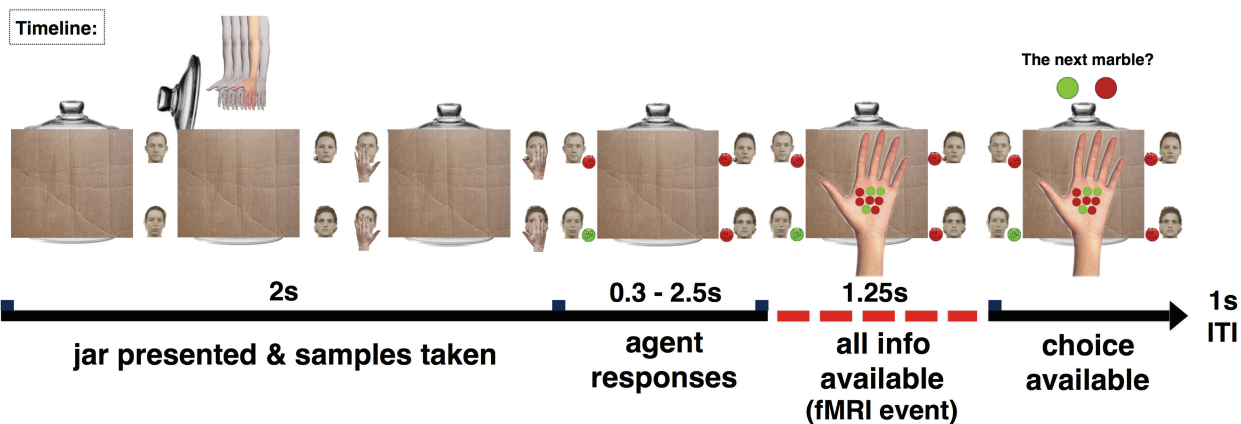 Timeline:
The next marble?
2s
0.3 - 2.5s
1.25s
1s
ITI
jar presented & samples taken
agent
responses
all info
available
(fMRI event)
choice
available